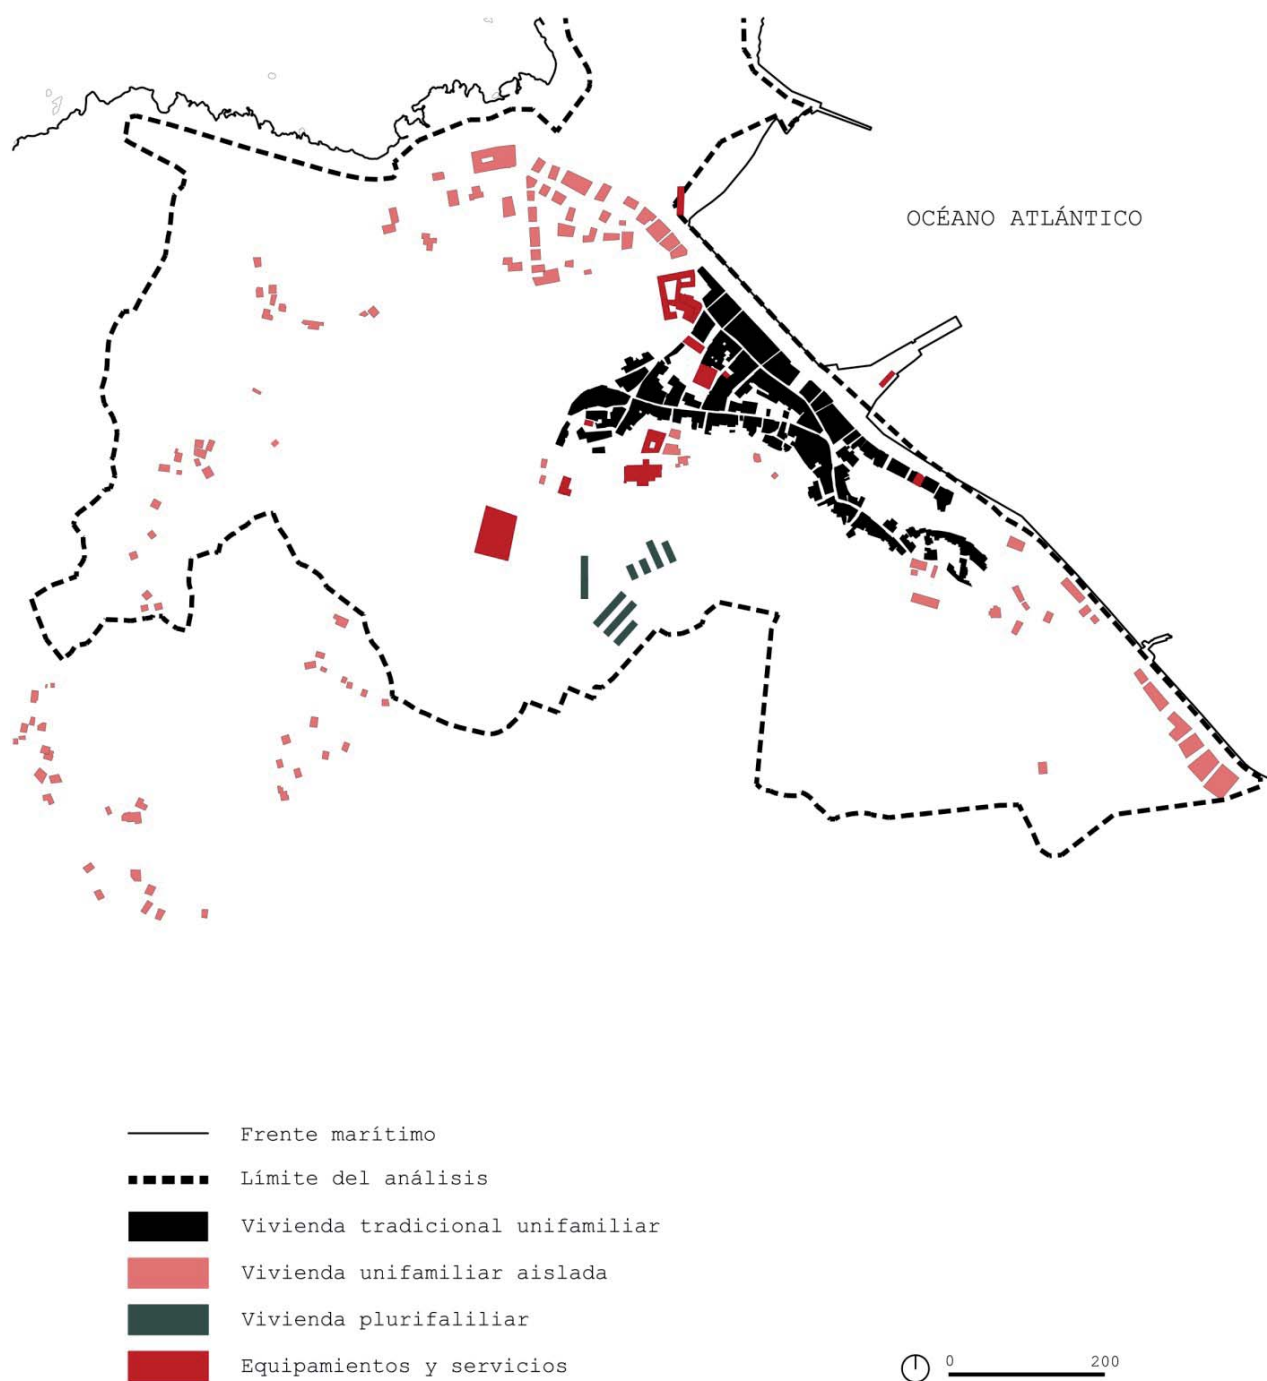 OCÉANO ATLÁNTICO
Frente marítimo
Límite del análisis
Vivienda tradicional unifamiliar
Vivienda unifamiliar aislada
Vivienda plurifaliliar
Equipamientos y servicios
0 200